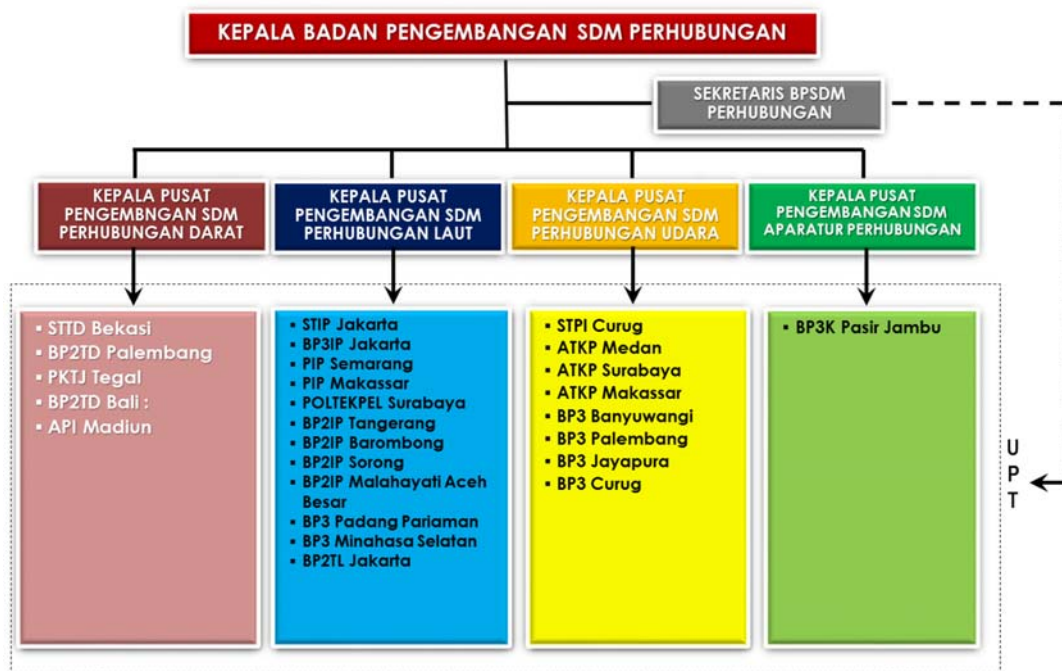 KEPALA BADAN PENGEMBANGAN SDM PERHUBUNGAN
SEKRETARIS BPSDM
PERHUBUNGAN
KEPALA PUSAT
PENGEMBNGAN SDM
PERHUBUNGAN DARAT
KEPALA PUSAT
PENGEMBANGAN SDM
PERHUBUNGAN LAUT
KEPALA PUSAT
PENGEMBANGAN SDM
PERHUBUNGAN UDARA
KEPALA PUSAT
PENGEMBANGAN SDM
APARATUR PERHUBUNGAN
▪ STTD Bekasi
▪ BP2TD Palembang
▪ PKTJ Tegal
▪ BP2TD Bali :
▪ API Madiun
▪ STIP Jakarta
▪ BP3IP Jakarta
▪ PIP Semarang
▪ PIP Makassar
▪ POLTEKPEL Surabaya
▪ BP2IP Tangerang
▪ BP2IP Barombong
▪ BP2IP Sorong
▪ BP2IP Malahayati Aceh
Besar
▪ BP3 Padang Pariaman
▪ BP3 Minahasa Selatan
▪ BP2TL Jakarta
▪ STPI Curug
▪ ATKP Medan
▪ ATKP Surabaya
▪ ATKP Makassar
▪ BP3 Banyuwangi
▪ BP3 Palembang
▪ BP3 Jayapura
▪ BP3 Curug
▪ BP3K Pasir Jambu
U
P
T